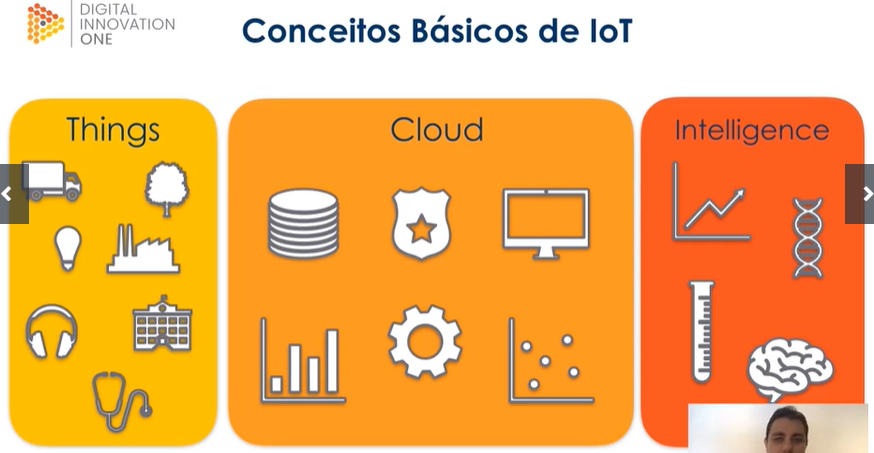 DIGITAL
INNOVATION
ONE
Conceitos Básicos de IoT
Things
Cloud
Intelligence